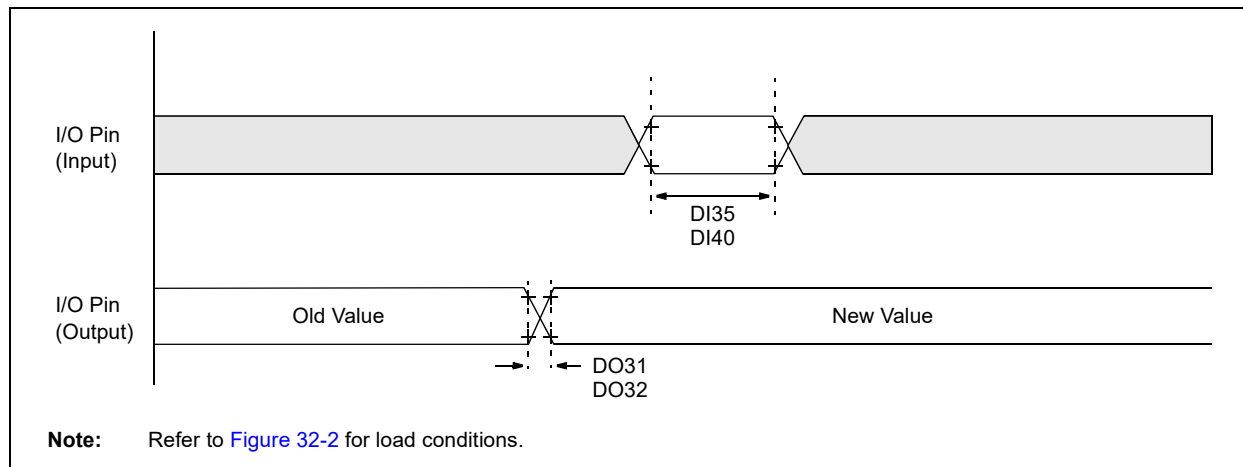 I/O Pin
(Input)
DI35
DI40
I/O Pin
(Output)
Old Value
New Value
DO31
DO32
Note: Refer to Figure 32-2 for load conditions.